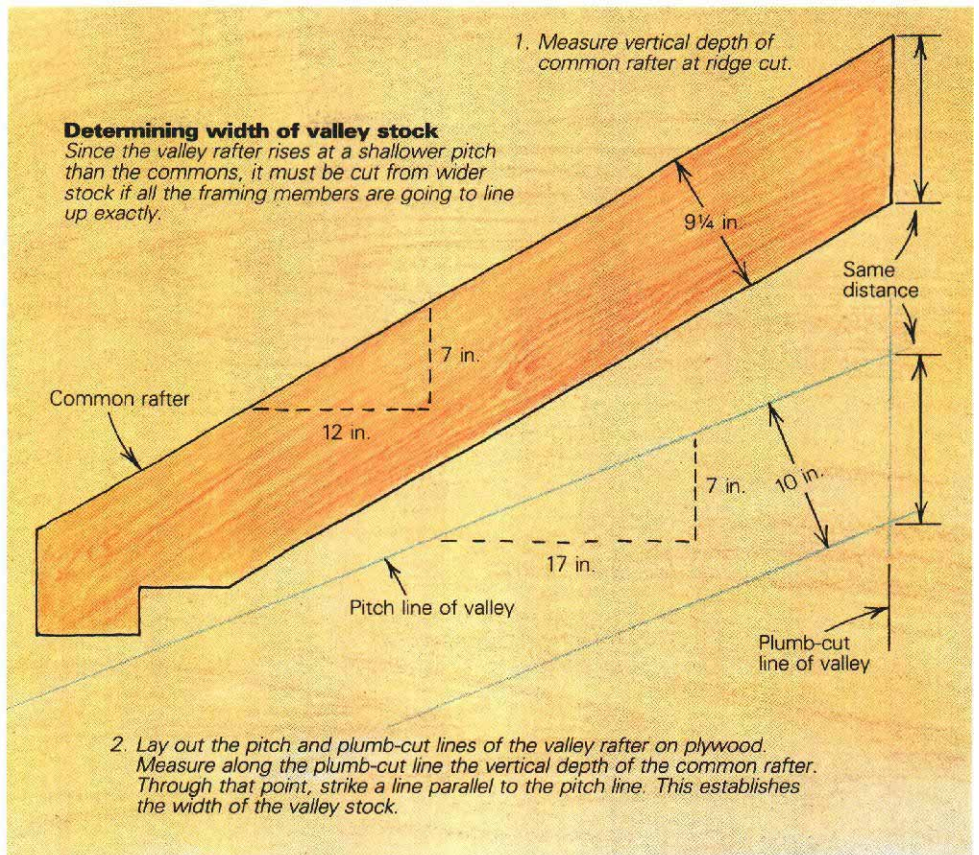 1. Measure vertical depth of
common rafter at ridge cut.
Determining width of valley stock
Since the valley rafter rises at a shallower pitch
than the commons, it must be cut from wider
stock if all the framing members are going to line
up exactly.
9¼ in.
Same
distance
7 in.
12 in.
Common rafter
7 in.
10 in.
17 in.
Pitch line of valley
Plumb-cut
line of valley
2. Lay out the pitch and plumb-cut lines of the valley rafter on plywood.
Measure along the plumb-cut line the vertical depth of the common rafter.
Through that point, strike a line parallel to the pitch line. This establishes
the width of the valley stock.